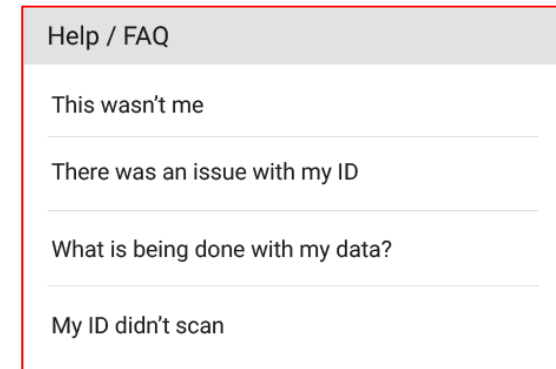 Help / FAQ
This wasn’t me
There was an issue with my ID
What is being done with my data?
My ID didn’t scan